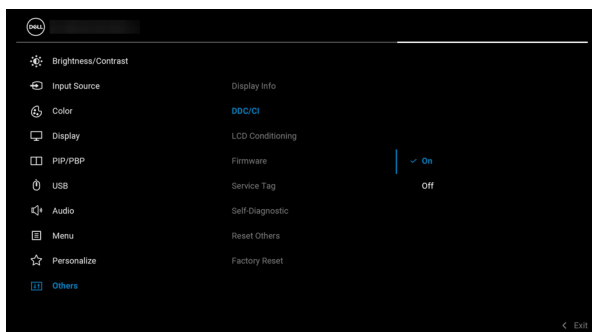 DELL
Brightness/Contrast
Input Source Display Info
Color DDC/CI
Display LCD Conditioning
PIP/PBP Firmware On
USB Service Tag Off
Audio Self-Diagnostic
Menu Reset Others
Personalize Factory Reset
Others
Exit